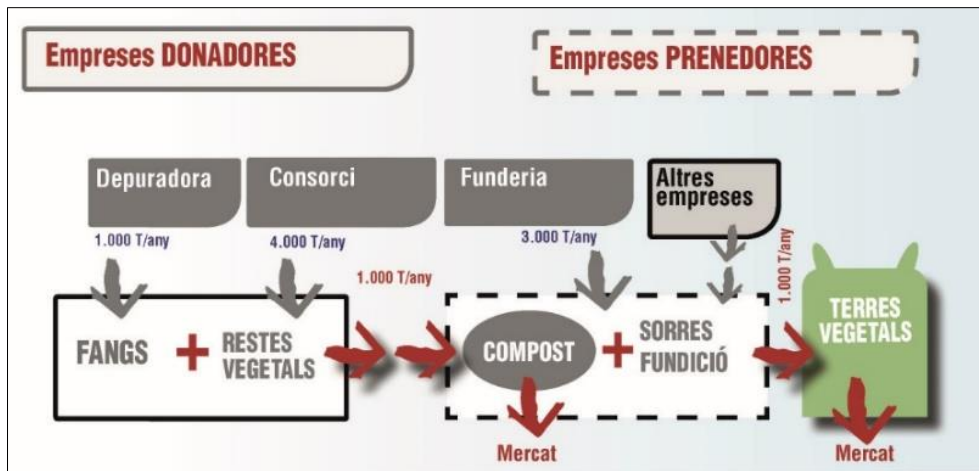 Empreses DONADORES
Empreses PRENEDORES
Depuradora
Consorci
Funderia
Altres
empreses
1.000 T/any
4.000 T/any
1.000 T/any
3.000 T/any
1.000 T/any
FANGS + RESTES
VEGETALS
COMPOST + SORRES
FUNDICIÓ
TERRES
VEGETALS
Mercat
Mercat